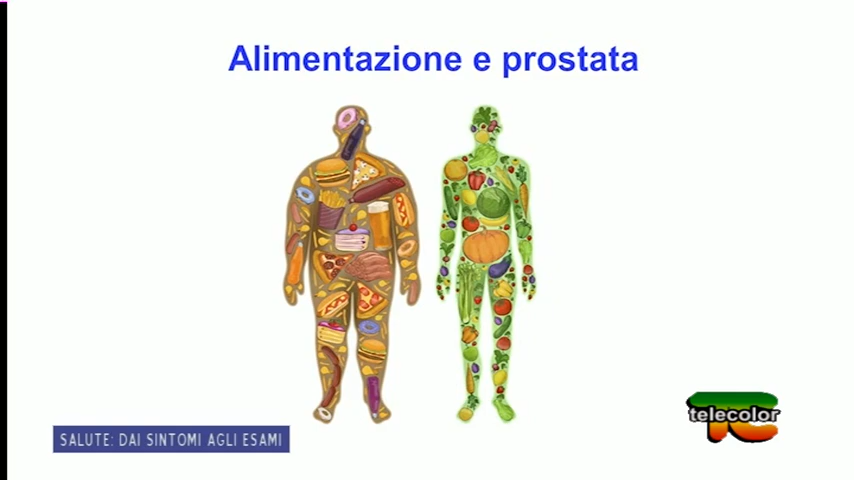 Alimentazione e prostata
SALUTE: DAI SINTOMI AGLI ESAMI
telecolor